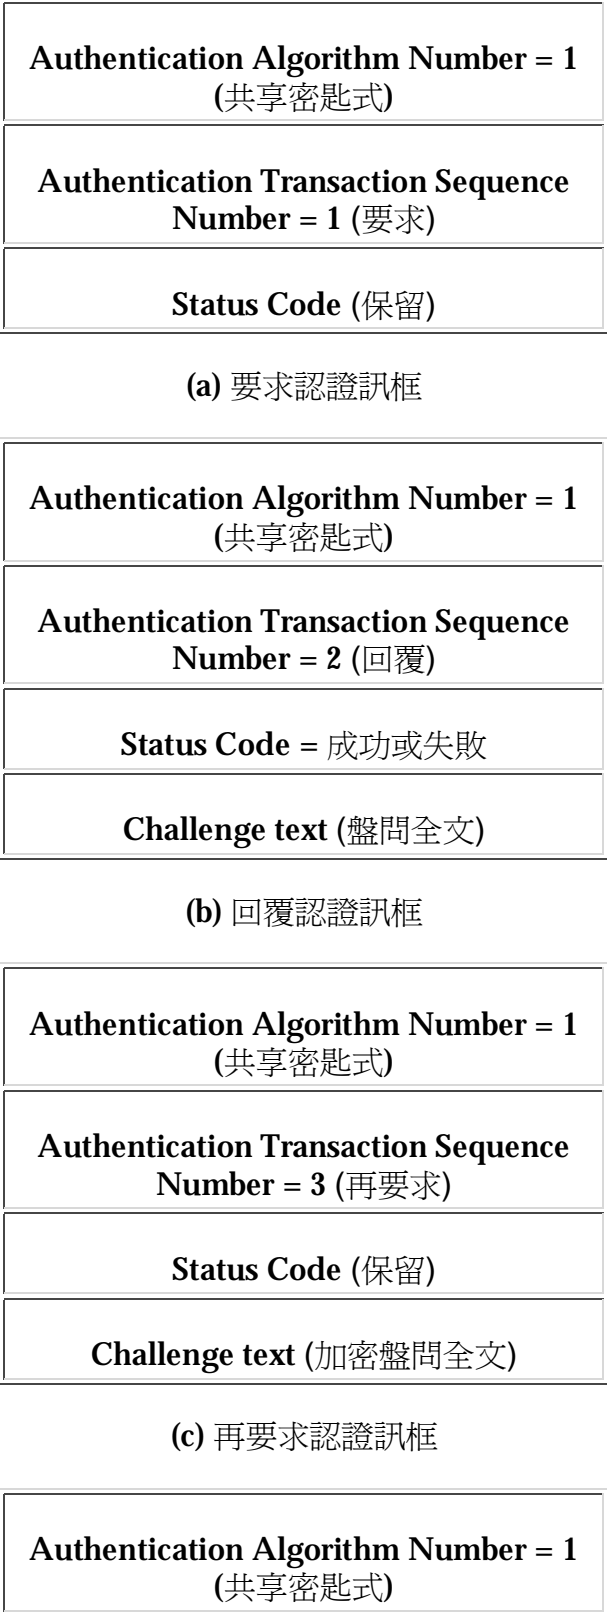 Authentication Algorithm Number = 1
(共享密匙式)
Authentication Transaction Sequence
Number = 1 (要求)
Status Code (保留)
(a) 要求認證訊框
Authentication Algorithm Number = 1
(共享密匙式)
Authentication Transaction Sequence
Number = 2 (回覆)
Status Code = 成功或失敗
Challenge text (盤問全文)
(b) 回覆認證訊框
Authentication Algorithm Number = 1
(共享密匙式)
Authentication Transaction Sequence
Number = 3 (再要求)
Status Code (保留)
Challenge text (加密盤問全文)
(c) 再要求認證訊框
Authentication Algorithm Number = 1
(共享密匙式)